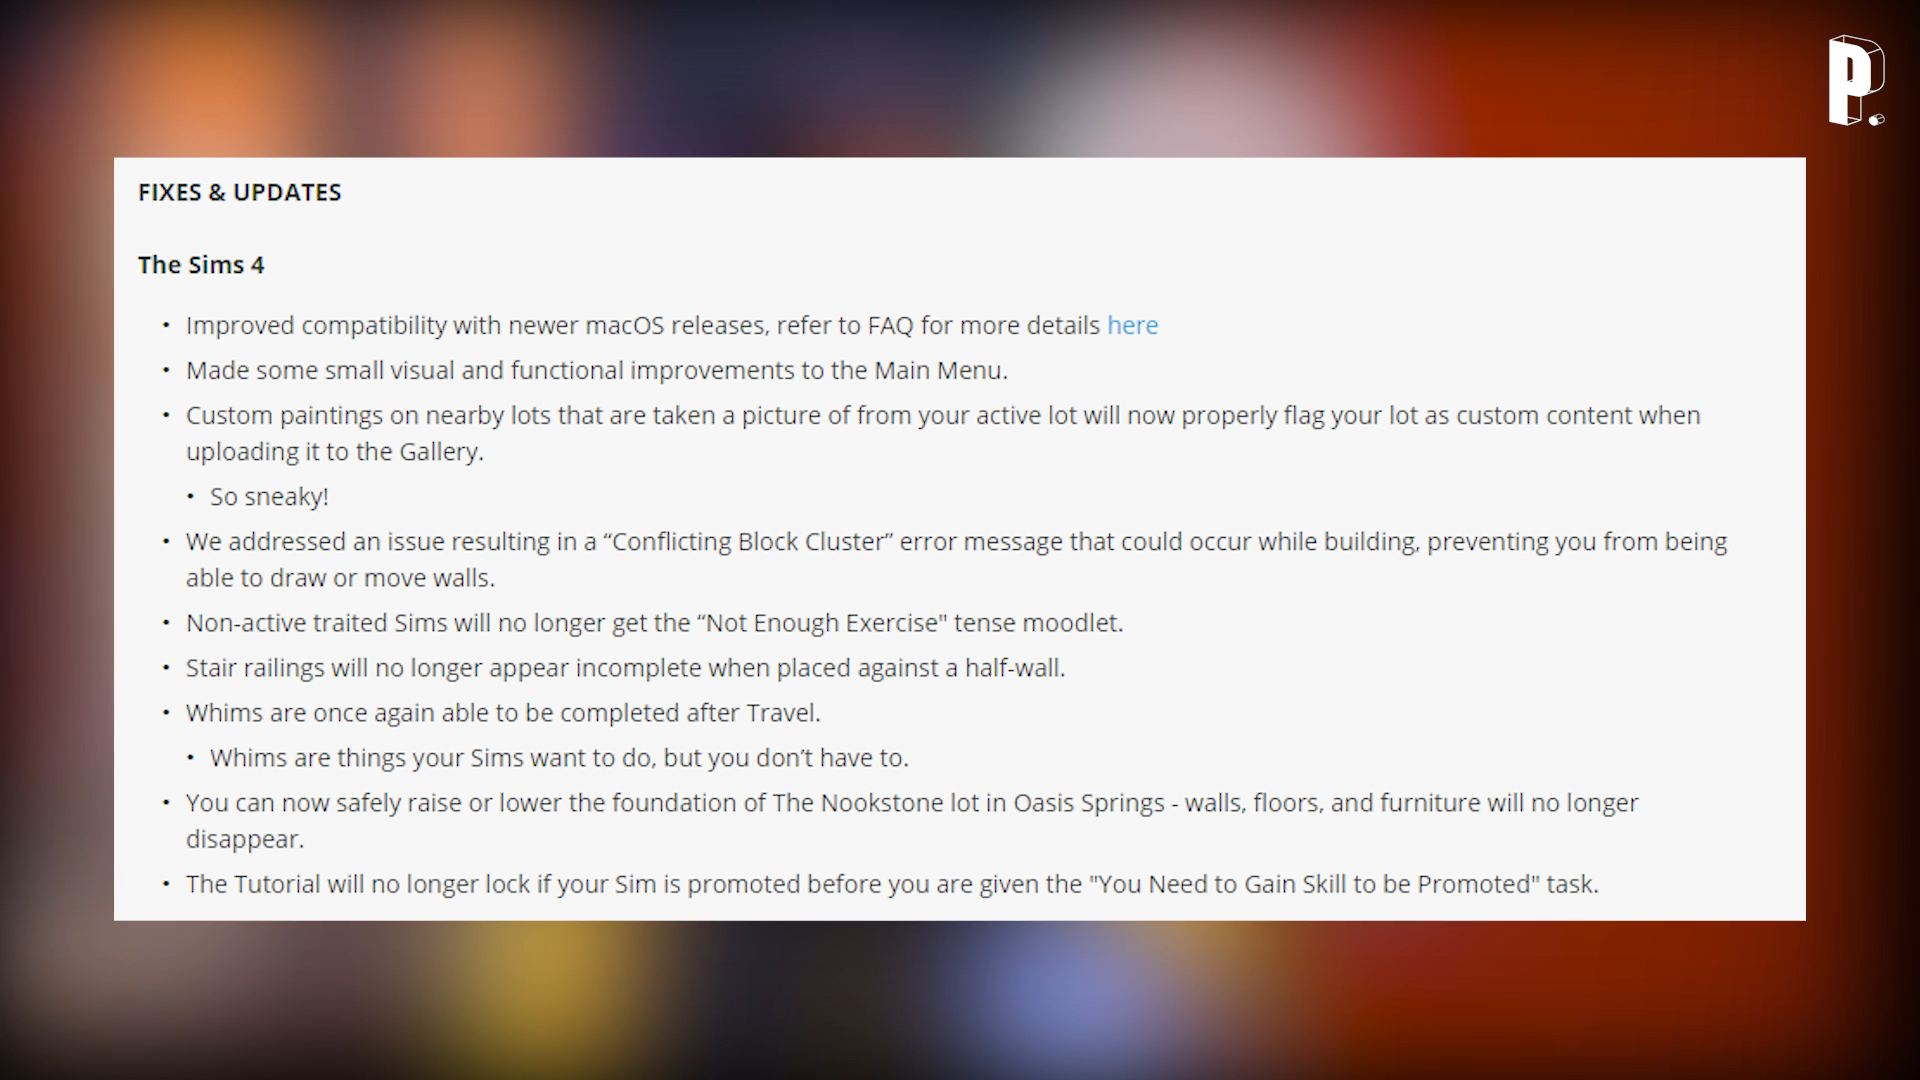 P.
FIXES & UPDATES
The Sims 4
• Improved compatibility with newer macOS releases, refer to FAQ for more details here
• Made some small visual and functional improvements to the Main Menu.
• Custom paintings on nearby lots that are taken a picture of from your active lot will now properly flag your lot as custom content when
uploading it to the Gallery.
• So sneaky!
• We addressed an issue resulting in a “Conflicting Block Cluster” error message that could occur while building, preventing you from being
able to draw or move walls.
• Non-active traited Sims will no longer get the “Not Enough Exercise" tense moodlet.
• Stair railings will no longer appear incomplete when placed against a half-wall.
• Whims are once again able to be completed after Travel.
• Whims are things your Sims want to do, but you don’t have to.
• You can now safely raise or lower the foundation of The Nookstone lot in Oasis Springs - walls, floors, and furniture will no longer
disappear.
• The Tutorial will no longer lock if your Sim is promoted before you are given the "You Need to Gain Skill to be Promoted" task.